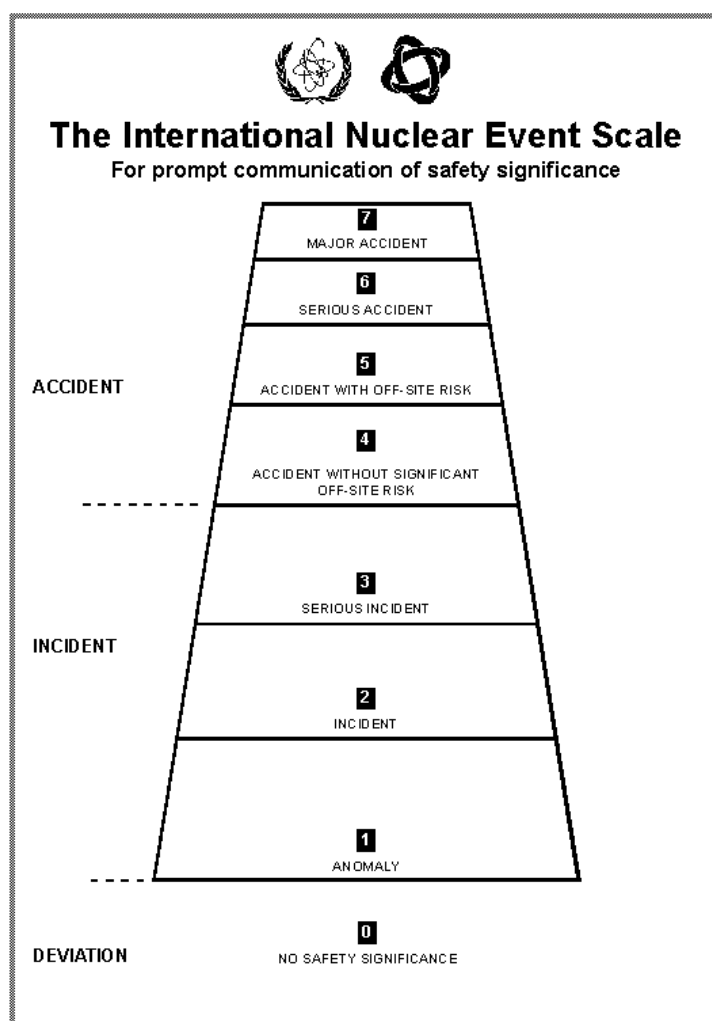 The International Nuclear Event Scale
For prompt communication of safety significance
7
MAJOR ACCIDENT
6
SERIOUS ACCIDENT
5
ACCIDENT
ACCIDENT WITH OFF-SITE RISK
4
ACCIDENT WITHOUT SIGNIFICANT
OFF-SITE RISK
3
SERIOUS INCIDENT
INCIDENT
2
INCIDENT
1
ANOMALY
0
DEVIATION
NO SAFETY SIGNIFICANCE